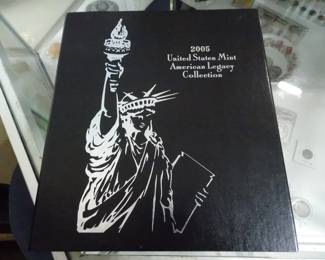 2005
United States Mint
American Legacy
Collection